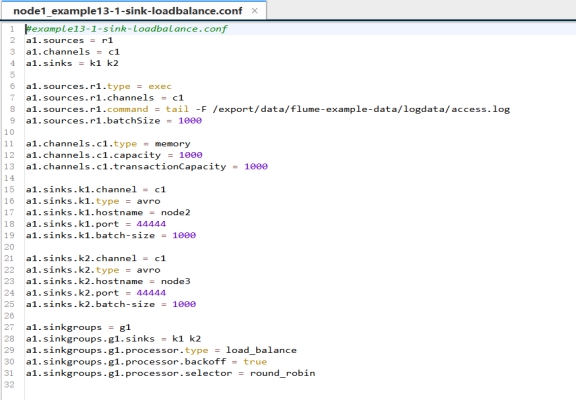 node1_example13-1-sink-loadbalance.conf ×
1 #example13-1-sink-loadbalance.conf
2 a1.sources = r1
3 a1.channels = c1
4 a1.sinks = k1 k2
5
6 a1.sources.r1.type = exec
7 a1.sources.r1.channels = c1
8 a1.sources.r1.command = tail -F /export/data/flume-example-data/logdata/access.log
9 a1.sources.r1.batchSize = 1000
10
11 a1.channels.c1.type = memory
12 a1.channels.c1.capacity = 1000
13 a1.channels.c1.transactionCapacity = 1000
14
15 a1.sinks.k1.channel = c1
16 a1.sinks.k1.type = avro
17 a1.sinks.k1.hostname = node2
18 a1.sinks.k1.port = 44444
19 a1.sinks.k1.batch-size = 1000
20
21 a1.sinks.k2.channel = c1
22 a1.sinks.k2.type = avro
23 a1.sinks.k2.hostname = node3
24 a1.sinks.k2.port = 44444
25 a1.sinks.k2.batch-size = 1000
26
27 a1.sinkgroups = g1
28 a1.sinkgroups.g1.sinks = k1 k2
29 a1.sinkgroups.g1.processor.type = load_balance
30 a1.sinkgroups.g1.processor.backoff = true
31 a1.sinkgroups.g1.processor.selector = round_robin
32